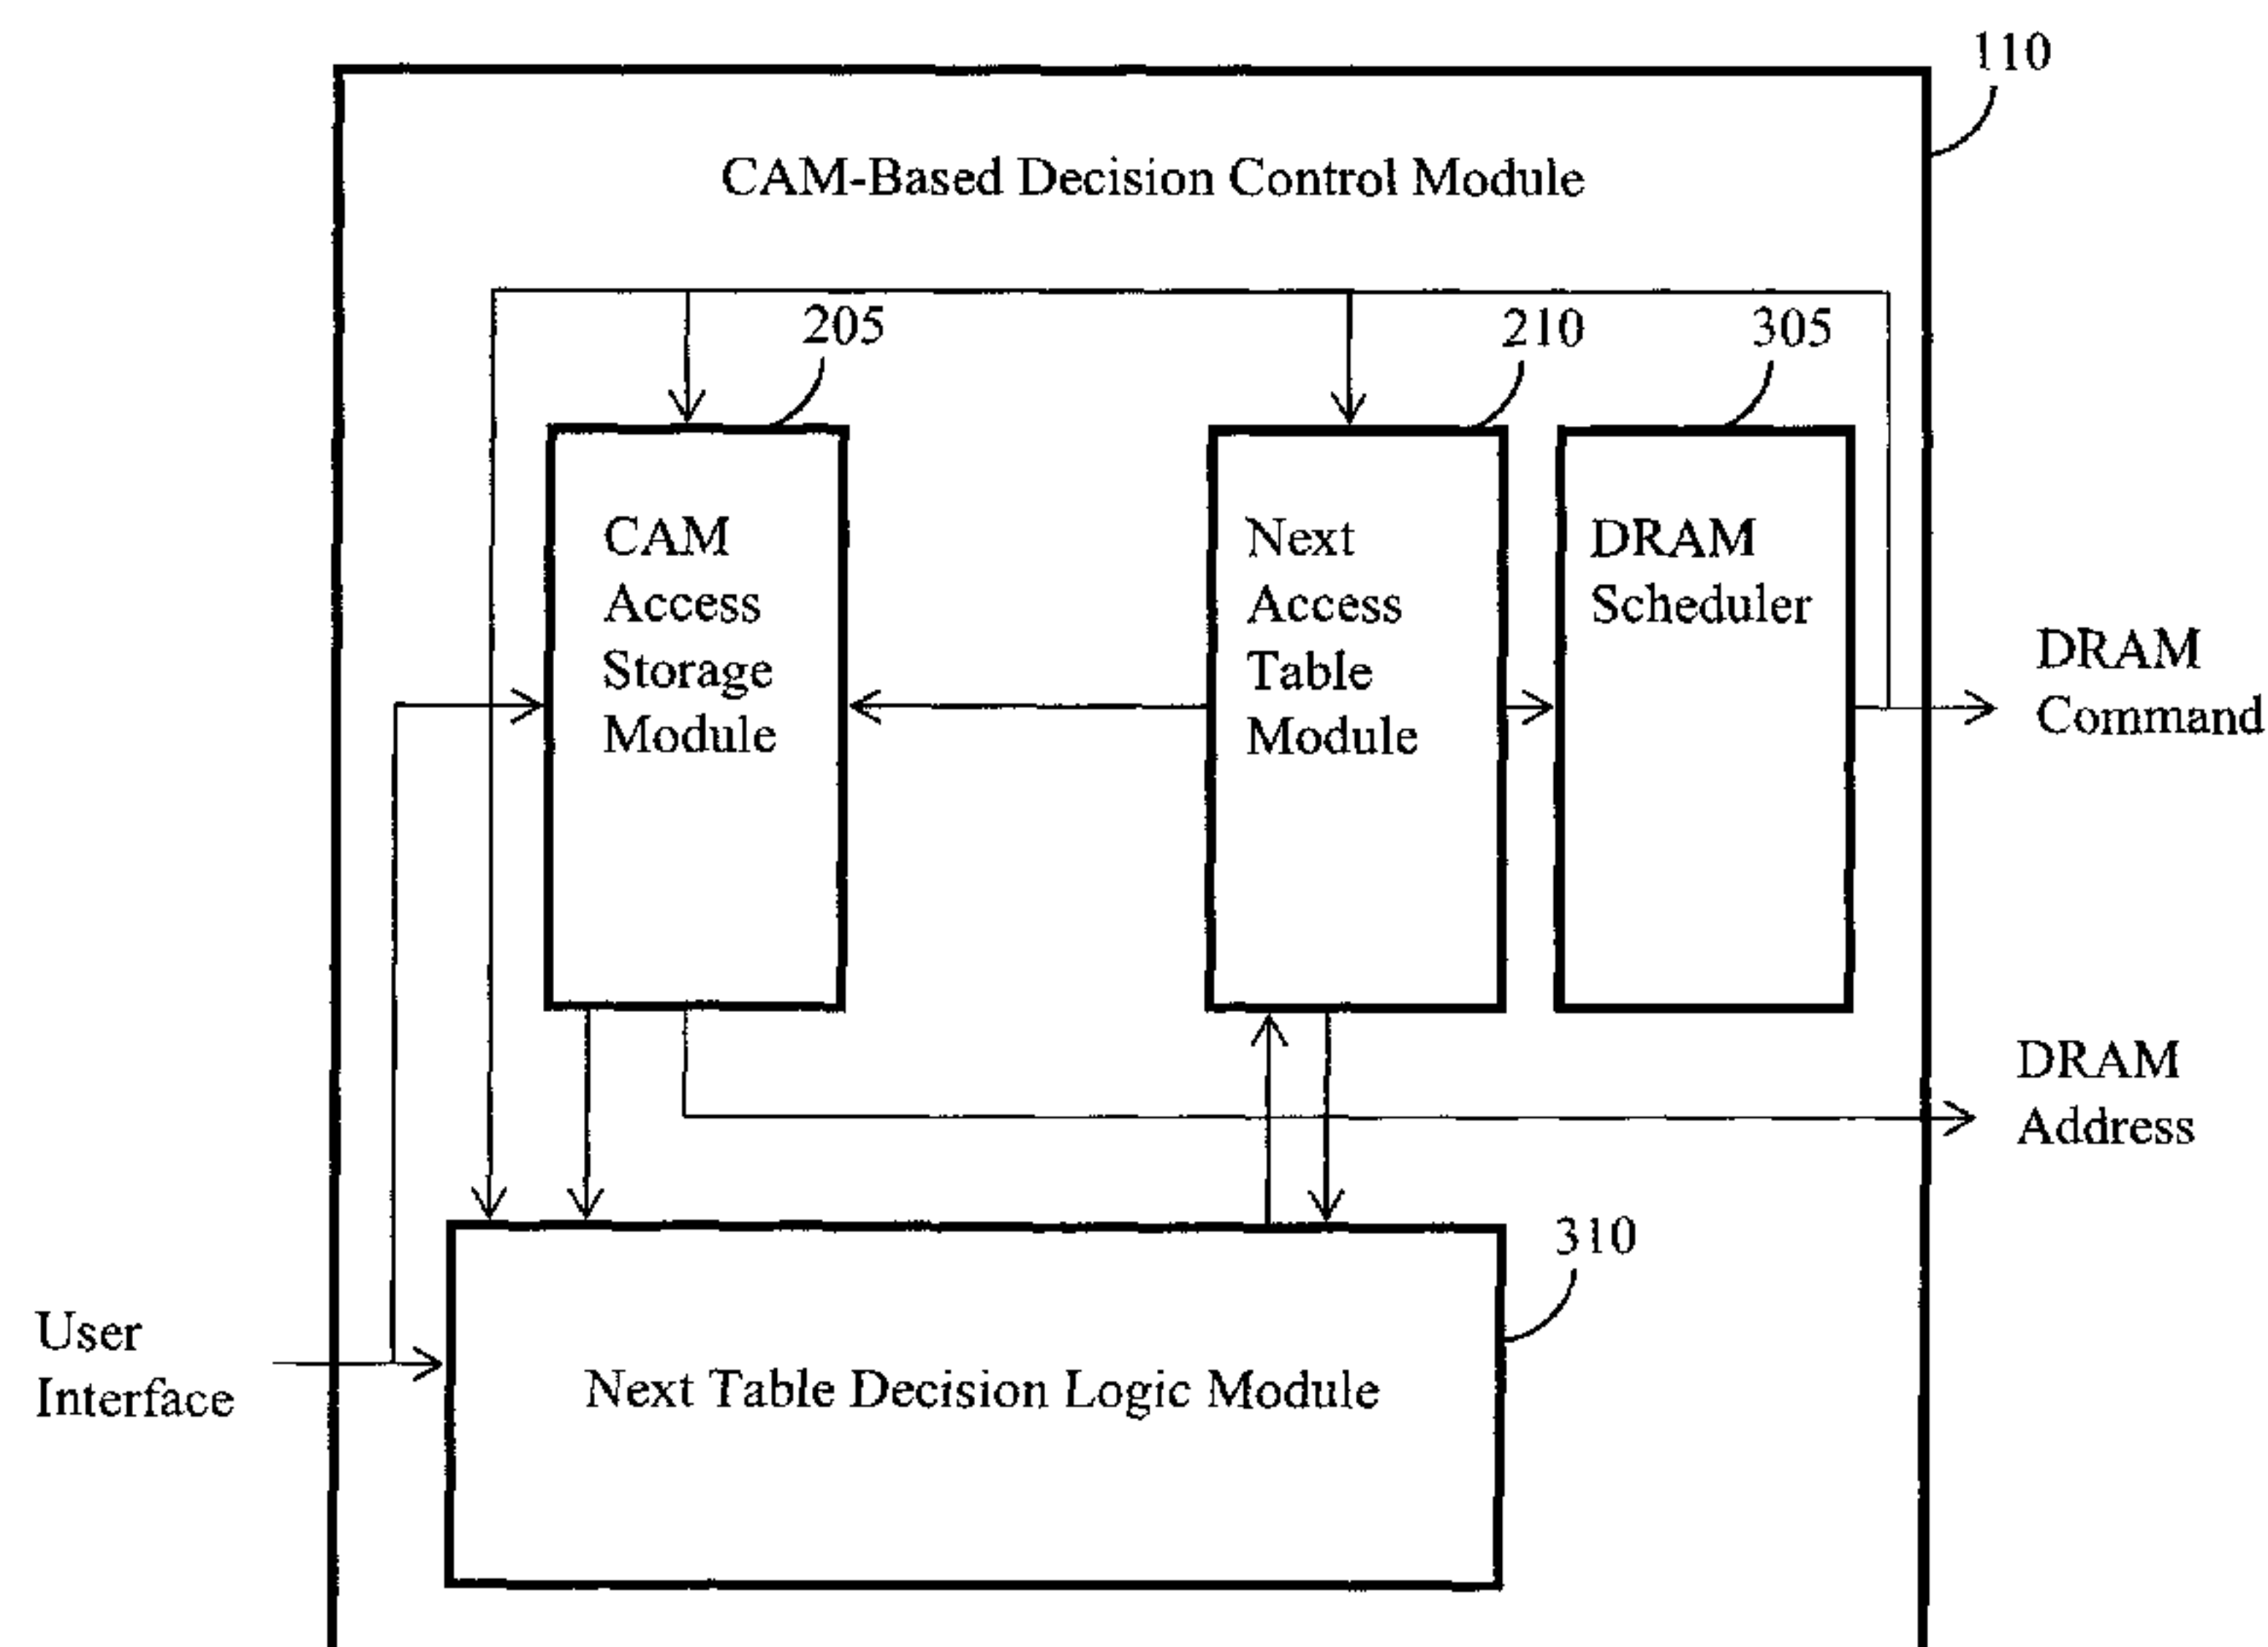 110
CAM-Based Decision Control Module
205
210
305
CAM
Access
Storage
Module
Next
Access
Table
Module
DRAM
Scheduler
DRAM
Command
DRAM
Address
310
User
Interface
Next Table Decision Logic Module